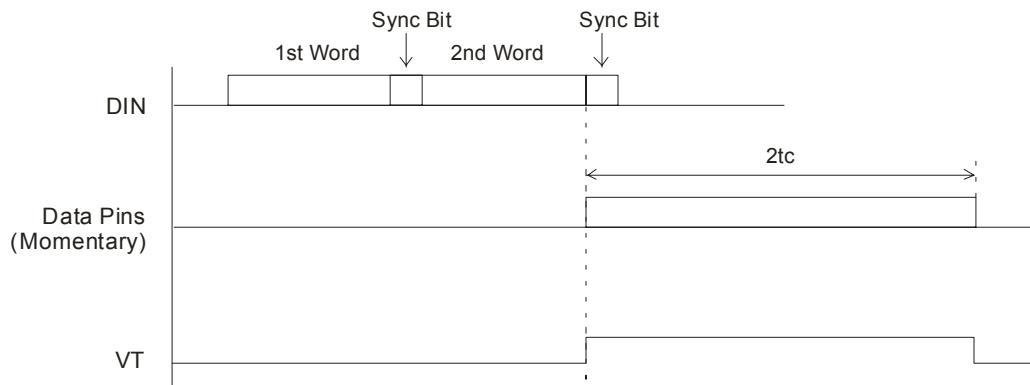 Sync Bit
Sync Bit
1st Word
2nd Word
DIN
2tc
Data Pins
(Momentary)
VT